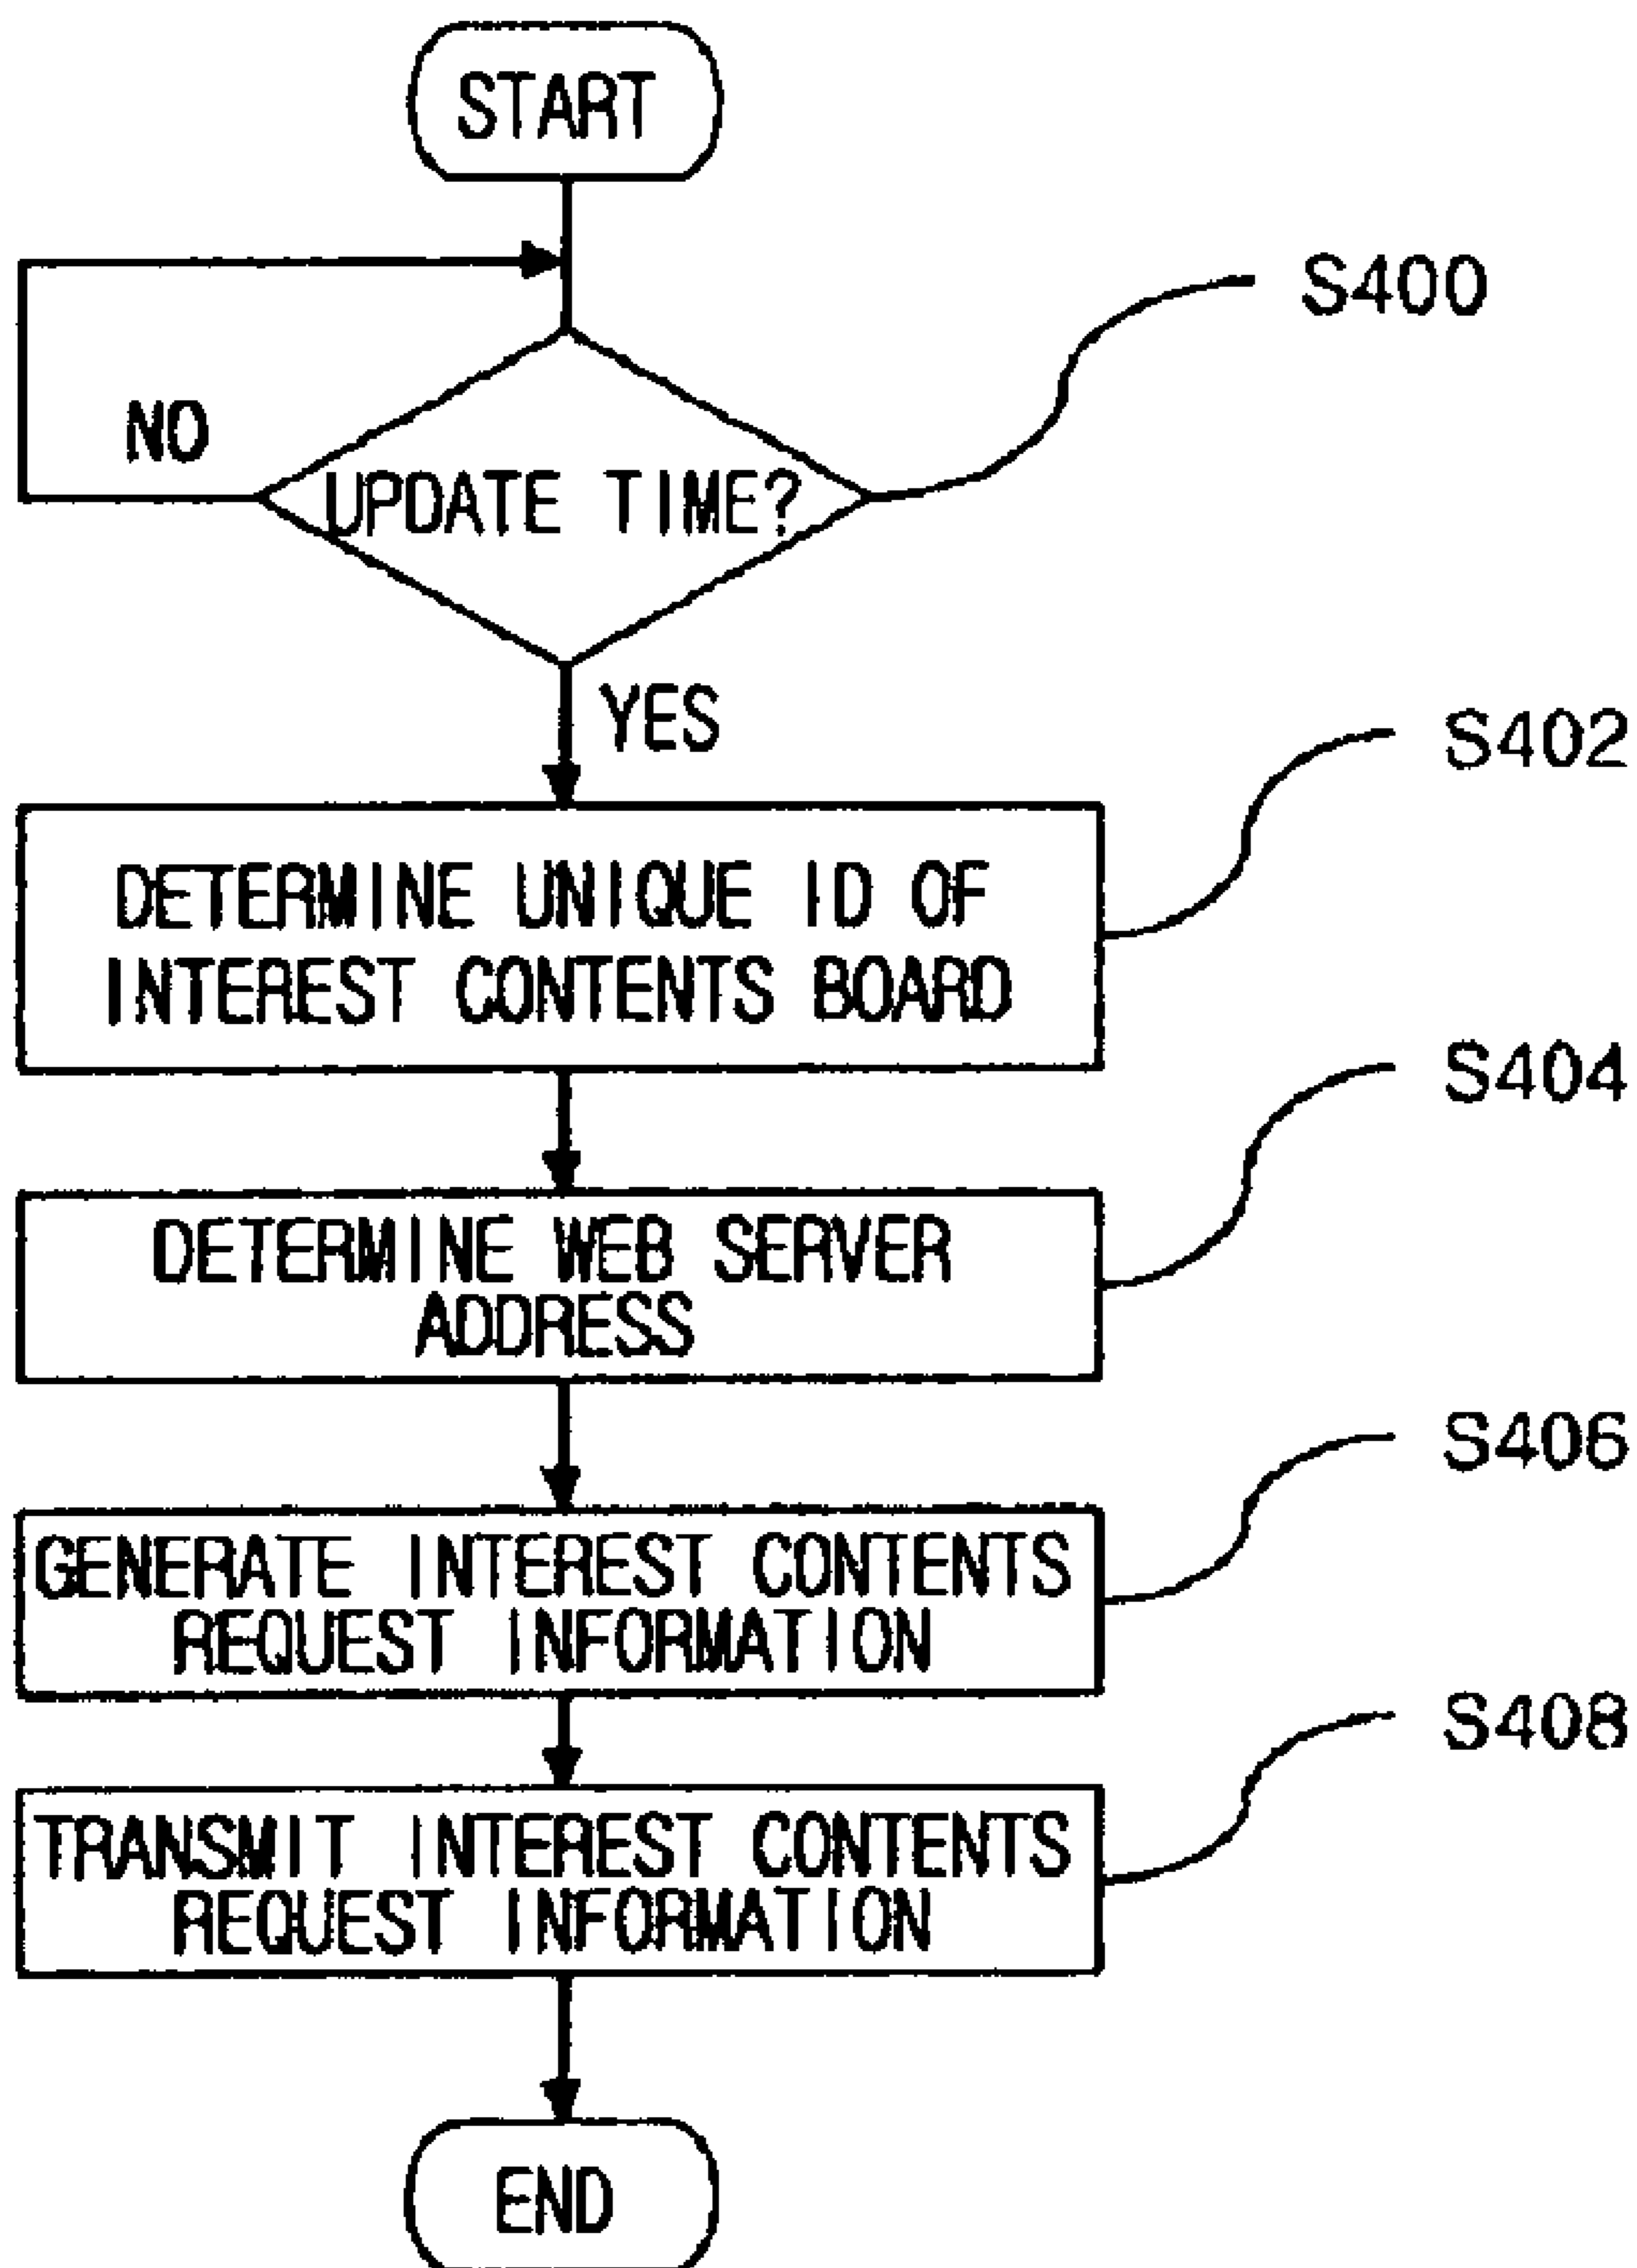 START
S400
NO
UPDATE TIME?
YES
S402
DETERMINE UNIQUE ID OF
INTEREST CONTENTS BOARD
S404
DETERMINE WEB SERVER
ADDRESS
S406
GENERATE INTEREST CONTENTS
REQUEST INFORMATION
S408
TRANSMIT INTEREST CONTENTS
REQUEST INFORMATION
END